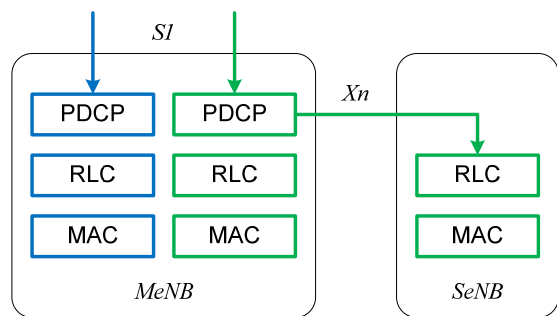 S1
PDCP PDCP Xn
RLC RLC RLC
MAC MAC MAC
MeNB SeNB